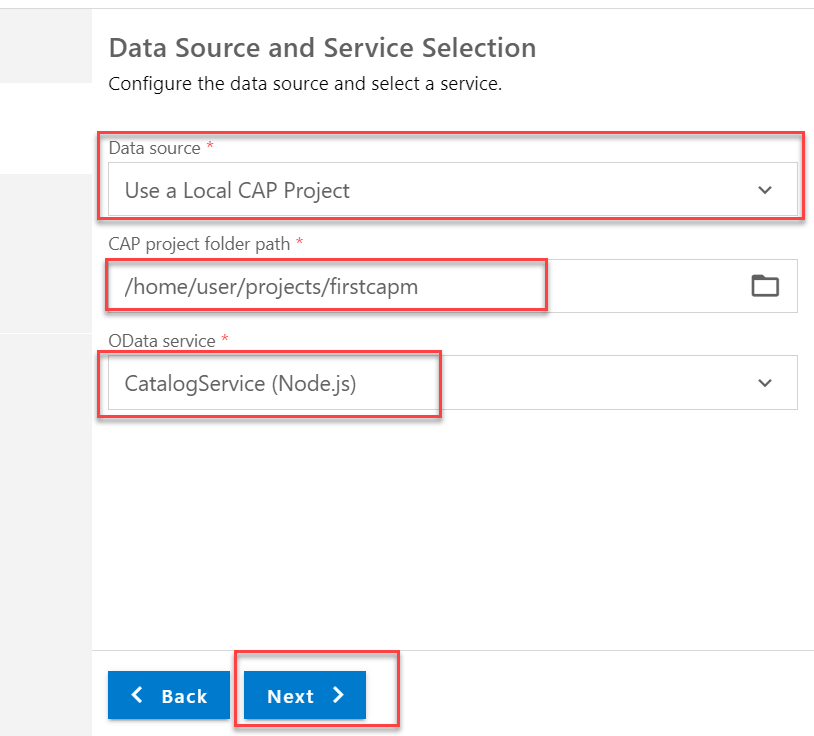 Data Source and Service Selection
Configure the data source and select a service.
Data source *
Use a Local CAP Project
CAP project folder path *
/home/user/projects/firstcapm
OData service *
CatalogService (Node.js)
Back Next